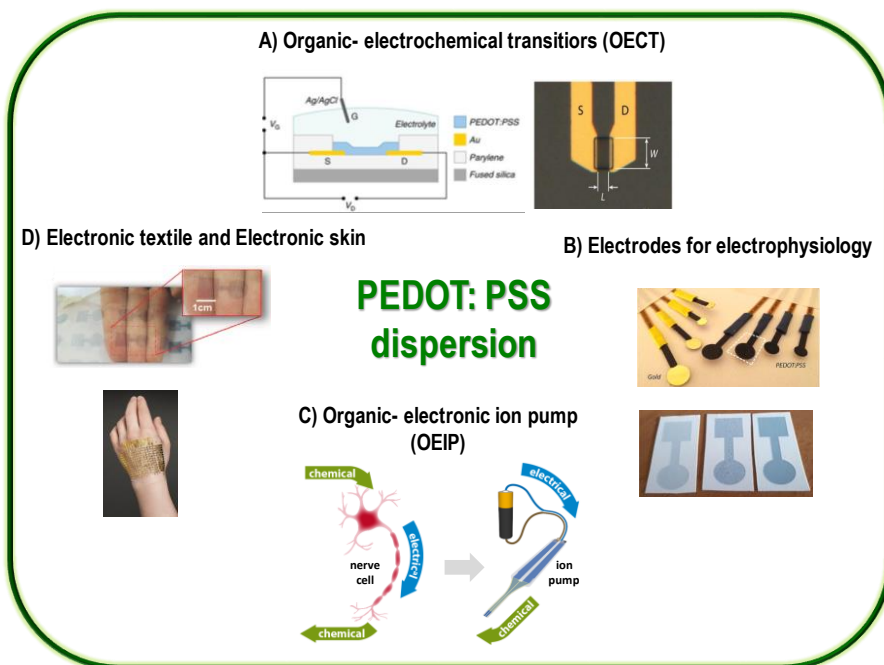 A) Organic- electrochemical transitiors (OECT)
Ag/AgCl
G
V_G
Electrolyte
S
D
V_D
PEDOT:PSS
Au
Parylene
Fused silica
S
D
W
L
D) Electronic textile and Electronic skin
1cm
B) Electrodes for electrophysiology
Gold
PEDOT:PSS
PEDOT: PSS
dispersion
C) Organic- electronic ion pump
(OEIP)
chemical
electrical
nerve
cell
chemical
electrical
ion
pump
chemical